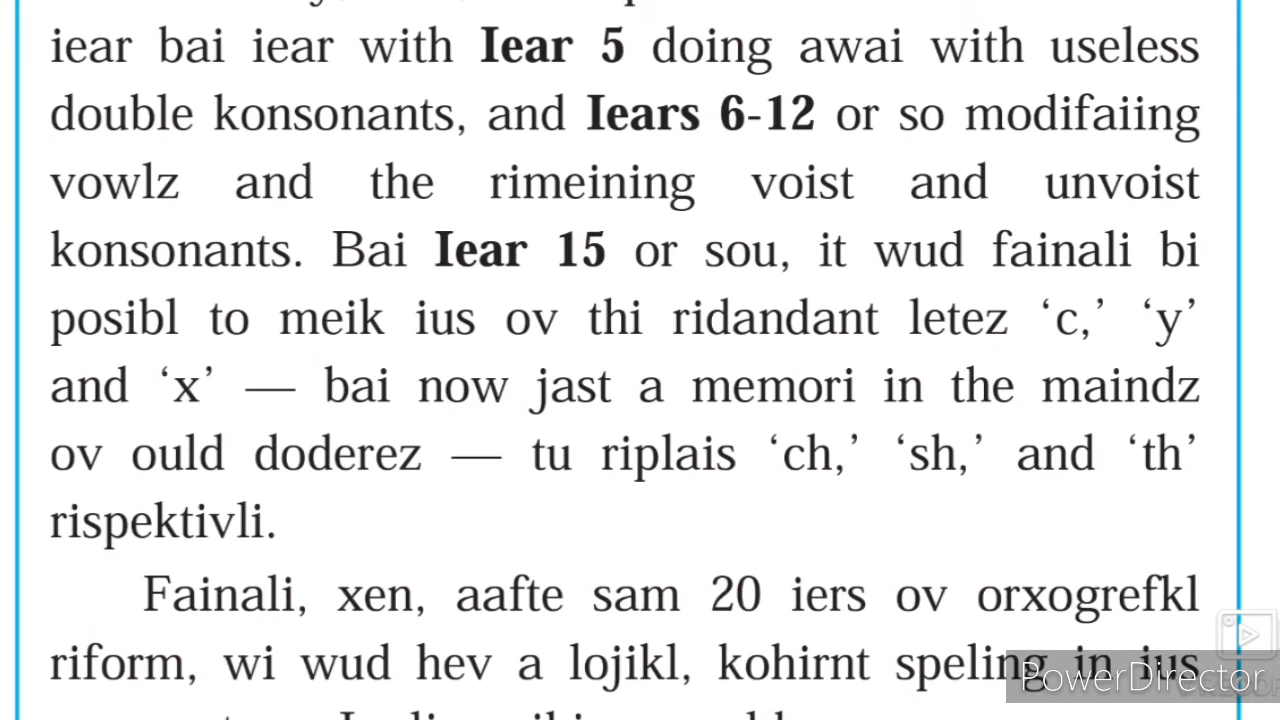 iear bai iear with Iear 5 doing awai with useless
double konsonants, and Iears 6-12 or so modifaiing
vowlz and the rimeining voist and unvoist
konsonants. Bai Iear 15 or sou, it wud fainali bi
posibl to meik ius ov thi ridandant letez ‘c,’ ‘y’
and ‘x’ — bai now jast a memori in the maindz
ov ould doderez — tu riplais ‘ch,’ ‘sh,’ and ‘th’
rispektivli.
Fainali, xen, aafte sam 20 iers ov orxogrefkl
riform, wi wud hev a lojikl, kohirnt speling in ius
PowerDirector